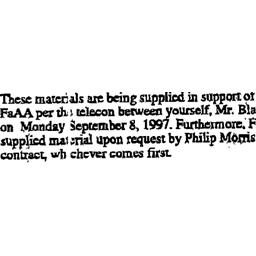 These materials are being supplied in support of
FaAA per this telecon between yourself, Mr. Bla
on Monday September 8, 1997. Furthermore, F
supplied material upon request by Philip Morris
contract, whichever comes first.